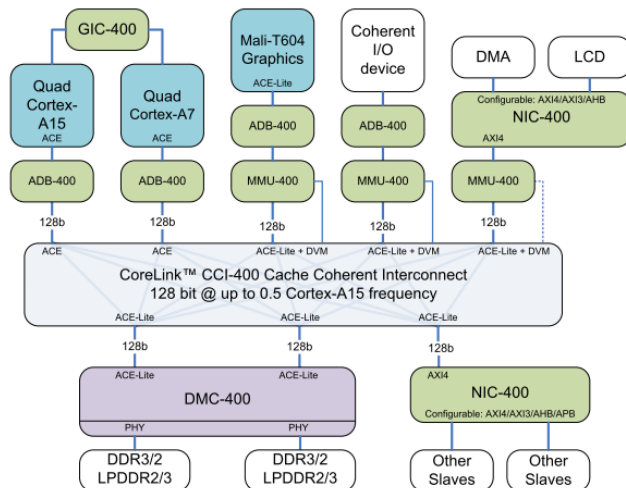 GIC-400
Quad
Cortex-
A15
ACE
Quad
Cortex-A7
ACE
Mali-T604
Graphics
ACE-Lite
Coherent
I/O
device
DMA
LCD
Configurable: AXI4/AXI3/AHB
NIC-400
AXI4
ADB-400
ADB-400
ADB-400
ADB-400
MMU-400
MMU-400
MMU-400
128b
128b
128b
128b
128b
ACE
ACE
ACE-Lite + DVM
ACE-Lite + DVM
ACE-Lite + DVM
CoreLink™ CCI-400 Cache Coherent Interconnect
128 bit @ up to 0.5 Cortex-A15 frequency
ACE-Lite
ACE-Lite
ACE-Lite
128b
128b
128b
ACE-Lite
ACE-Lite
DMC-400
PHY
PHY
AXI4
NIC-400
Configurable: AXI4/AXI3/AHB/APB
DDR3/2
LPDDR2/3
DDR3/2
LPDDR2/3
Other
Slaves
Other
Slaves